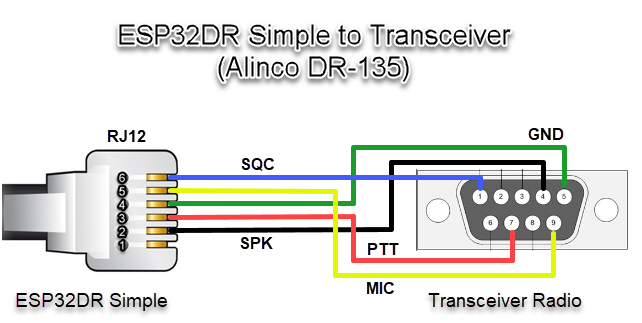 ESP32DR Simple to Transceiver
(Alinco DR-135)
RJ12
GND
6
5
4
3
2
1
SQC
SPK
PTT
MIC
1 2 3 4 5
6 7 8 9
ESP32DR Simple
Transceiver Radio